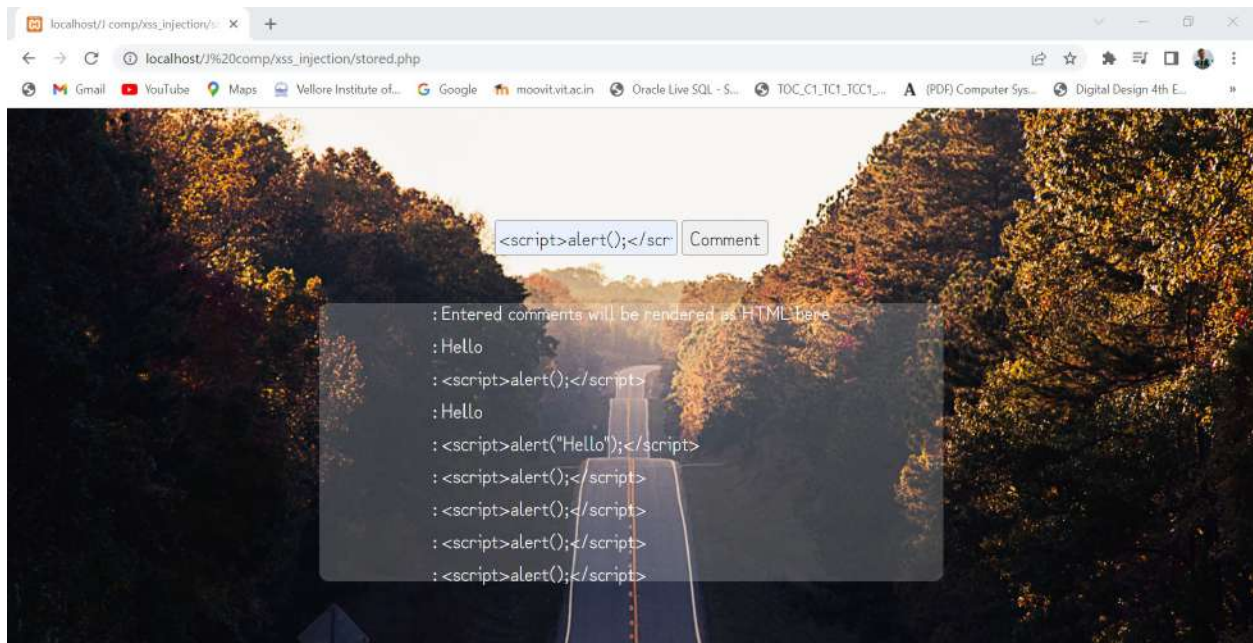 localhost/J comp/xss_injection/s
localhost/J%20comp/xss_injection/stored.php
Gmail YouTube Maps Vellore Institute of... Google moovit.vit.ac.in Oracle Live SQL - S... TOC_C1_TC1_TCC1_... (PDF) Computer Sys... Digital Design 4th E... »
<script>alert();</scr Comment
: Entered comments will be rendered as HTML here
: Hello
: <script>alert();</script>
: Hello
: <script>alert("Hello");</script>
: <script>alert();</script>
: <script>alert();</script>
: <script>alert();</script>
: <script>alert();</script>